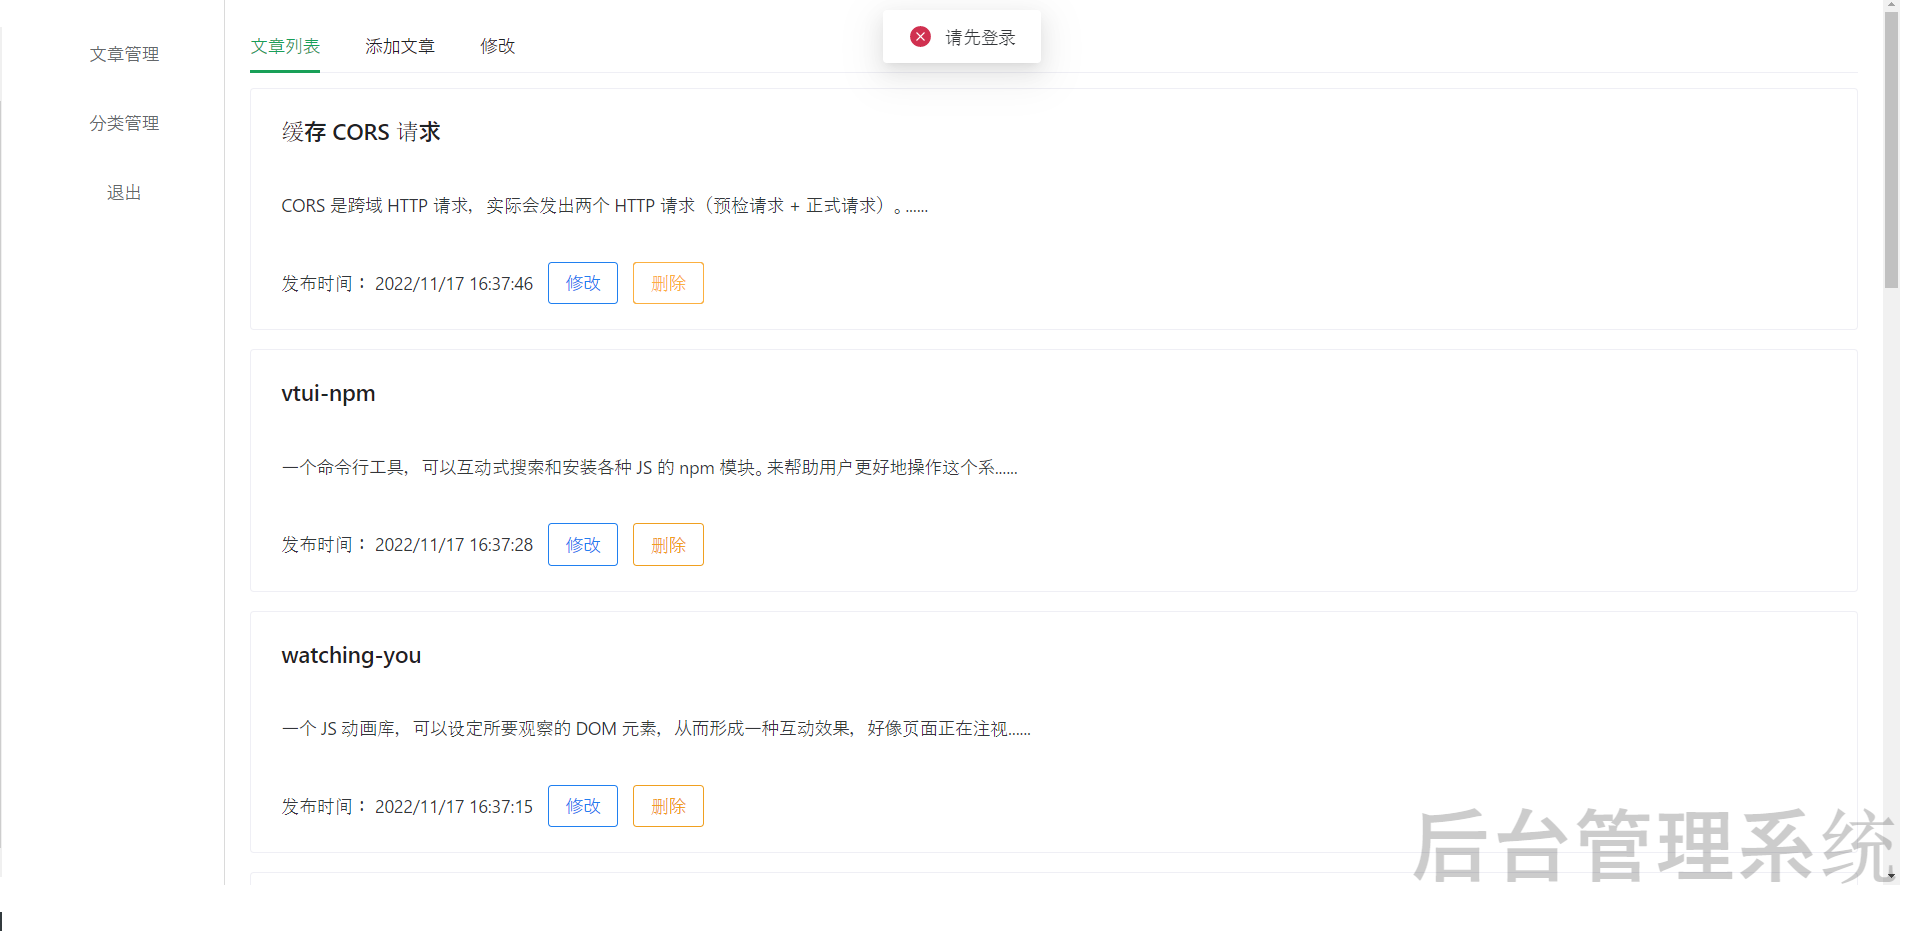 文章管理
分类管理
退出
文章列表
添加文章
修改
请先登录
缓存 CORS 请求
CORS 是跨域 HTTP 请求，实际会发出两个 HTTP 请求（预检请求 + 正式请求）。......
发布时间： 2022/11/17 16:37:46
修改
删除
vtui-npm
一个命令行工具，可以互动式搜索和安装各种 JS 的 npm 模块。来帮助用户更好地操作这个系......
发布时间： 2022/11/17 16:37:28
修改
删除
watching-you
一个 JS 动画库，可以设定所要观察的 DOM 元素，从而形成一种互动效果，好像页面正在注视......
发布时间： 2022/11/17 16:37:15
修改
删除
后台管理系统